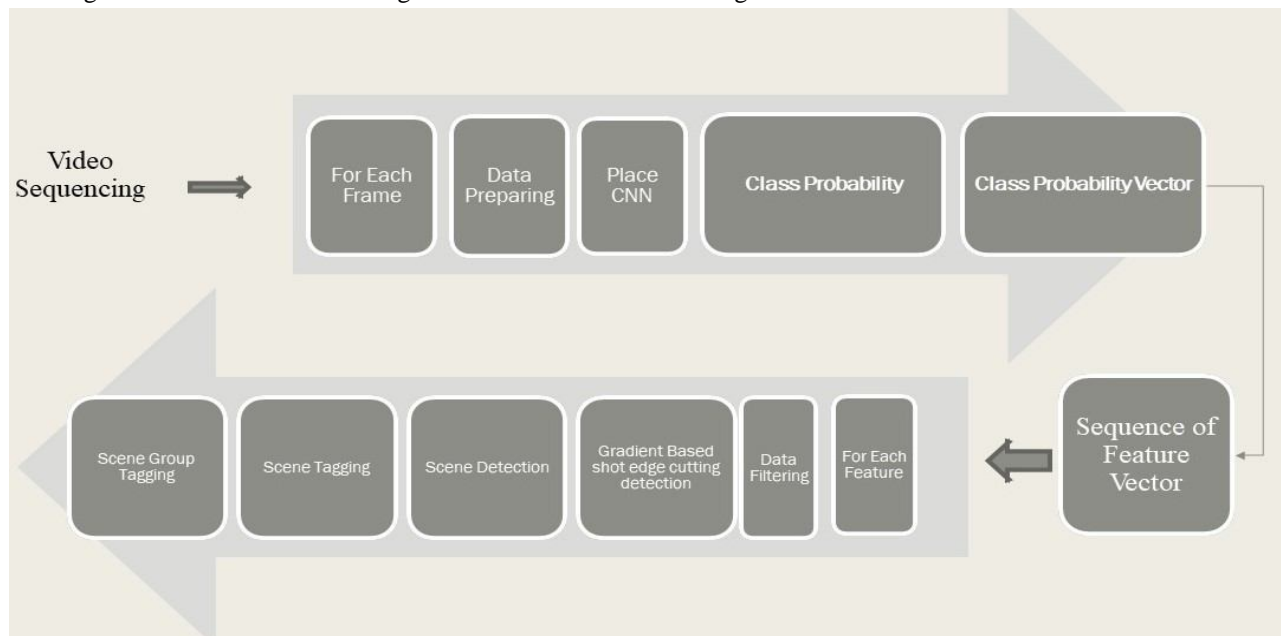 Video
Sequencing
For Each
Frame
Data
Preparing
Place
CNN
Class Probability
Class Probability Vector
Sequence of
Feature
Vector
For Each
Feature
Data
Filtering
Gradient Based
shot edge cutting
detection
Scene Detection
Scene Tagging
Scene Group
Tagging